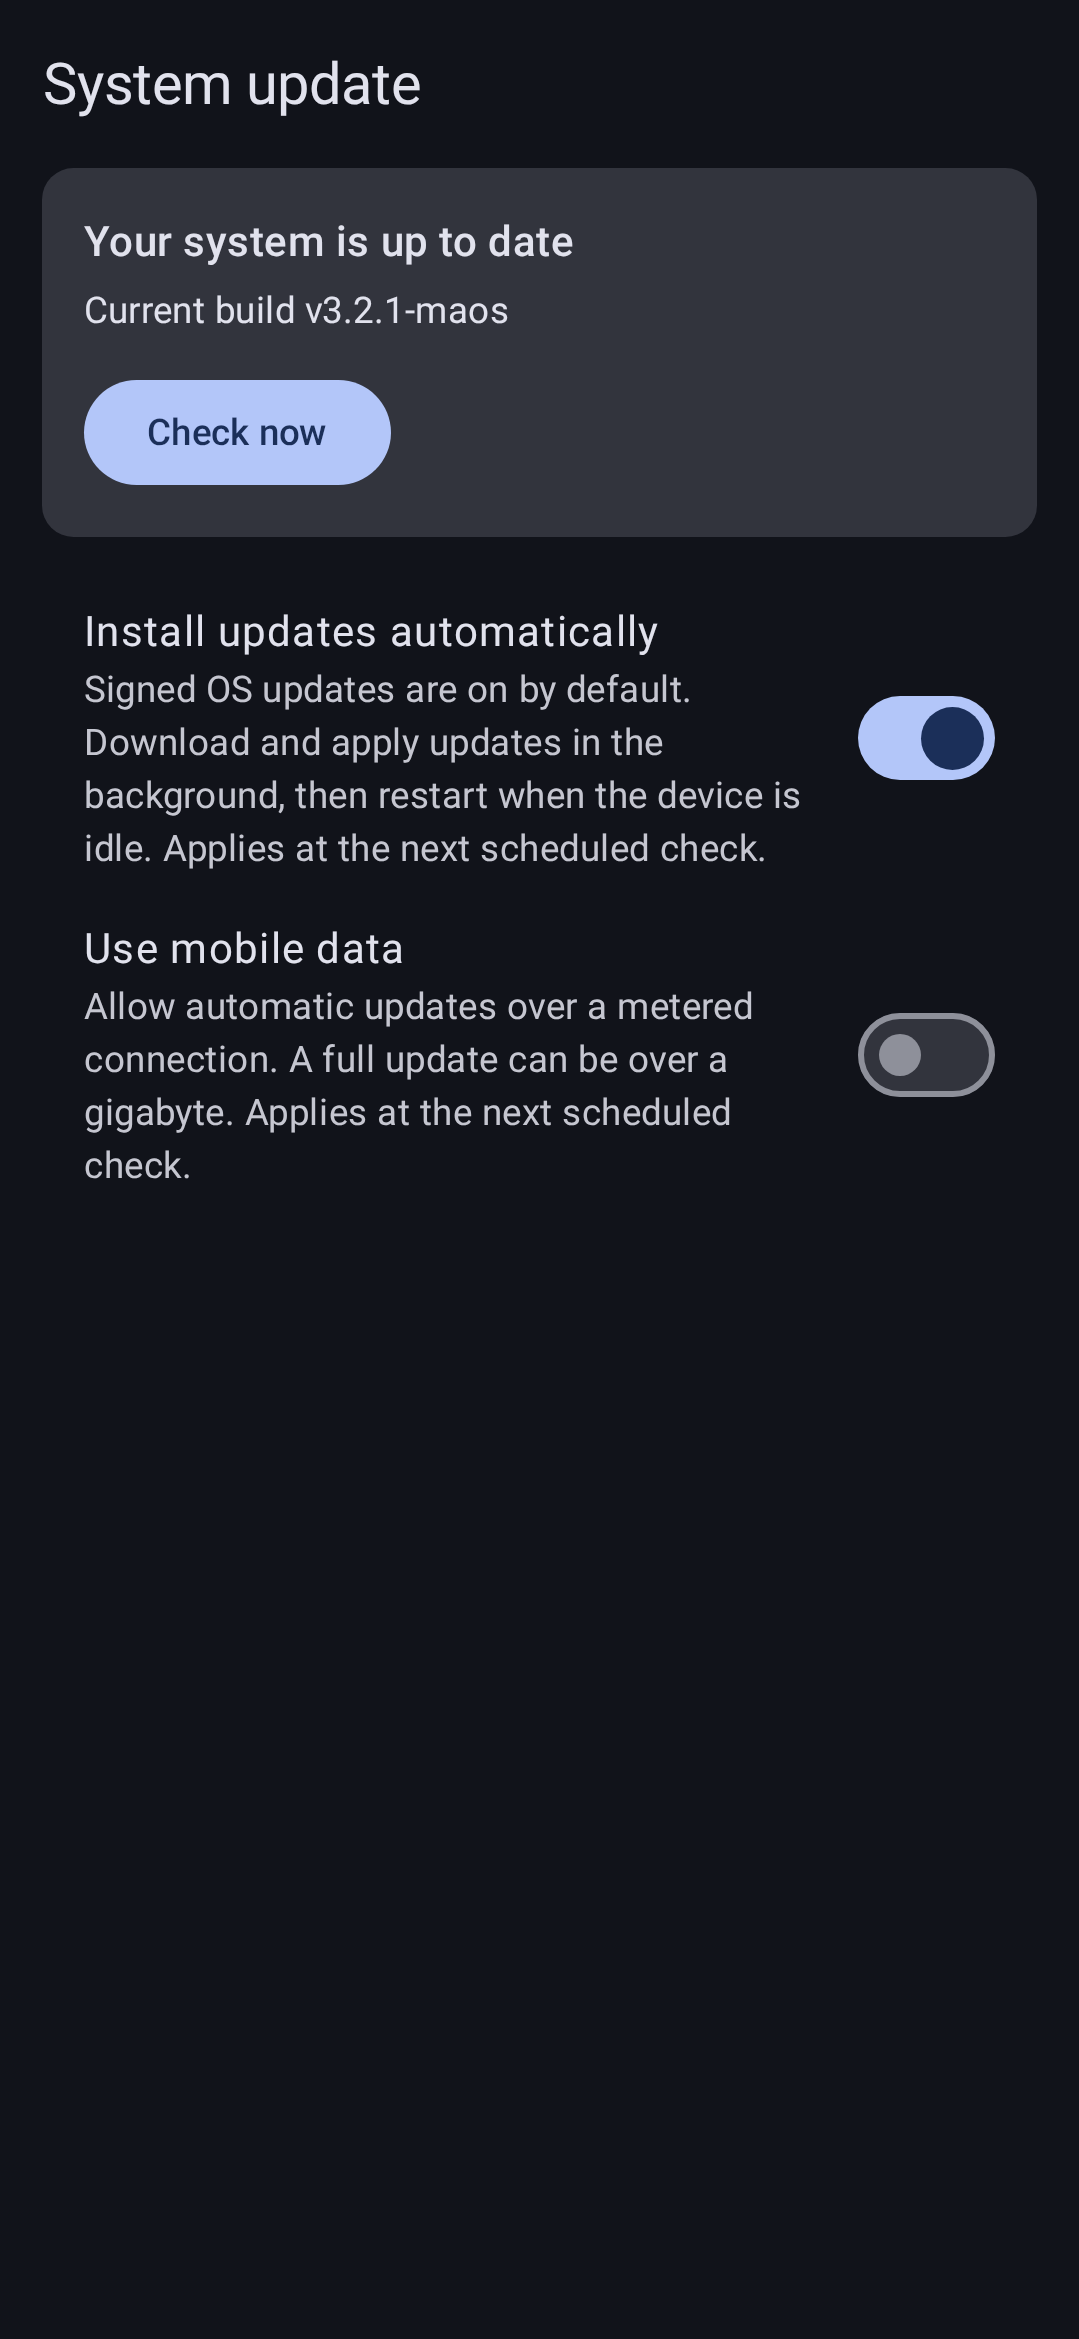 System update
Your system is up to date
Current build v3.2.1-maos
Check now
Install updates automatically
Signed OS updates are on by default.
Download and apply updates in the
background, then restart when the device is
idle. Applies at the next scheduled check.
Use mobile data
Allow automatic updates over a metered
connection. A full update can be over a
gigabyte. Applies at the next scheduled
check.